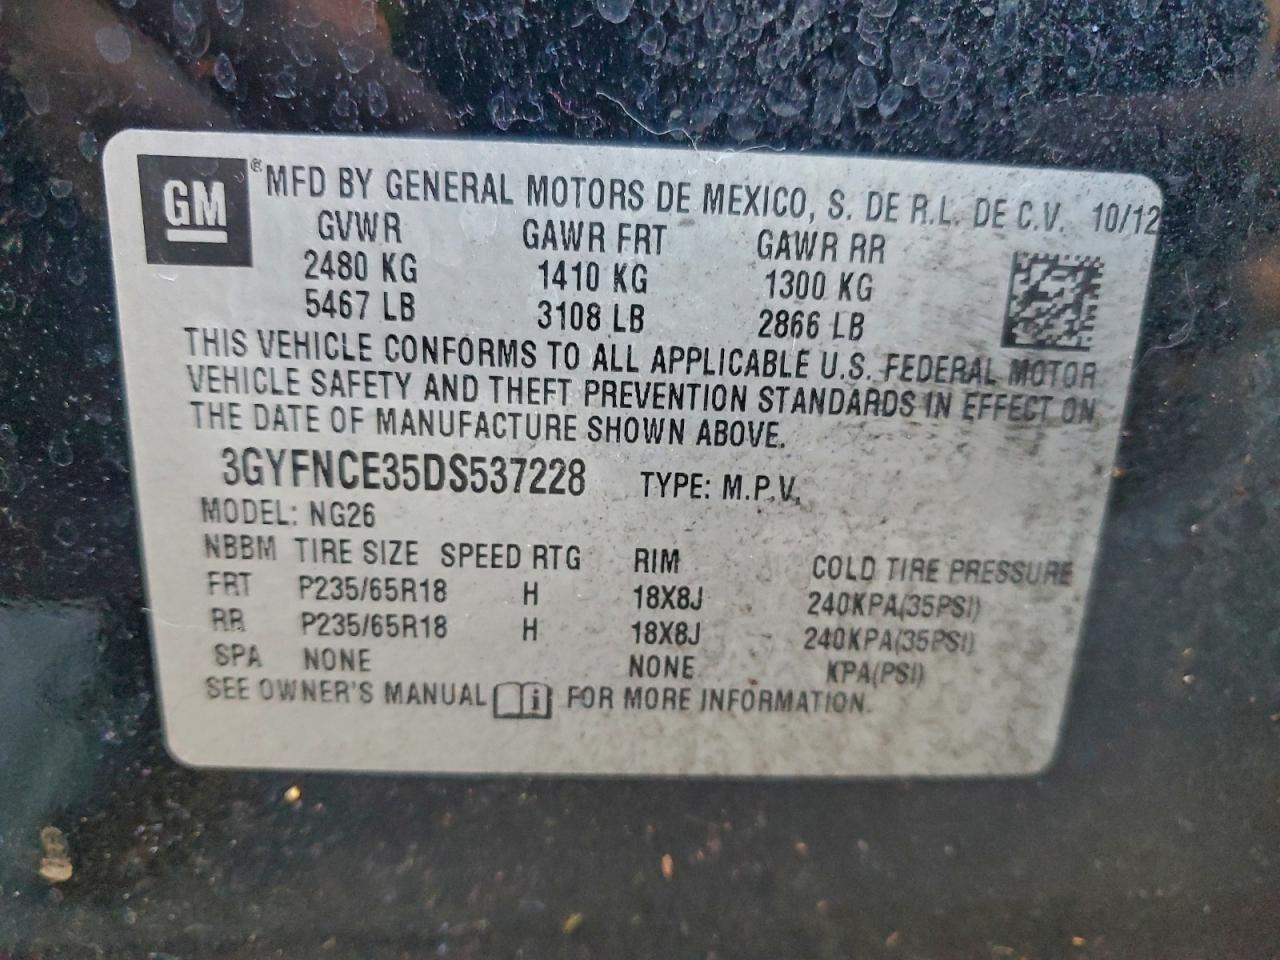 GM ® MFD BY GENERAL MOTORS DE MEXICO, S. DE R.L. DE C.V. 10/12
GVWR GAWR FRT GAWR RR
2480 KG 1410 KG 1300 KG
5467 LB 3108 LB 2866 LB
THIS VEHICLE CONFORMS TO ALL APPLICABLE U.S. FEDERAL MOTOR
VEHICLE SAFETY AND THEFT PREVENTION STANDARDS IN EFFECT ON
THE DATE OF MANUFACTURE SHOWN ABOVE.
3GYFNCE35DS537228 TYPE: M.P.V.
MODEL: NG26
NBBM TIRE SIZE SPEED RTG RIM COLD TIRE PRESSURE
FRT P235/65R18 H 18X8J 240KPA(35PSI)
RR P235/65R18 H 18X8J 240KPA(35PSI)
SPA NONE NONE KPA(PSI)
SEE OWNER'S MANUAL i FOR MORE INFORMATION.